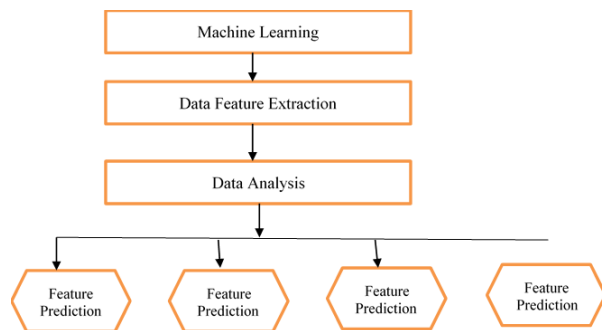 Machine Learning
Data Feature Extraction
Data Analysis
Feature
Prediction
Feature
Prediction
Feature
Prediction
Feature
Prediction